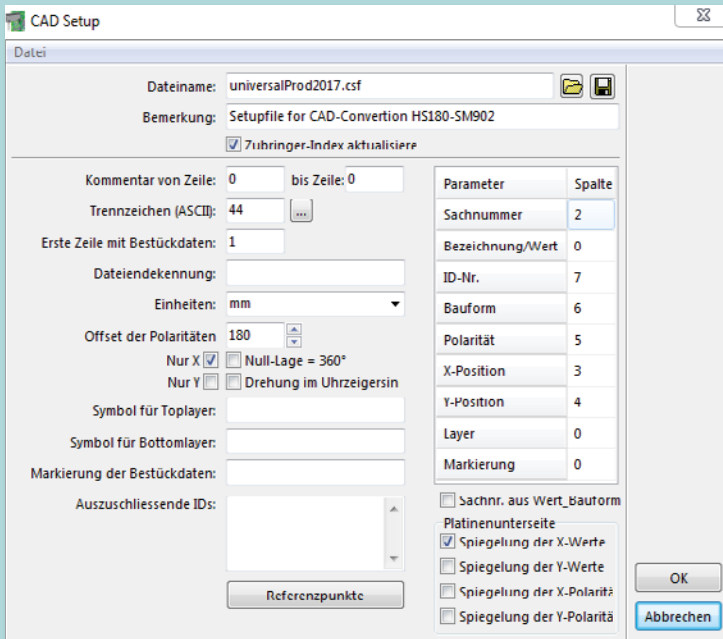 CAD Setup
Datei
Dateiname: universalProd2017.csf
Bemerkung: Setupfile for CAD-Convertion HS180-SM902
Zubringer-Index aktualisiere
Kommentar von Zeile: 0 bis Zeile: 0
Trennzeichen (ASCII): 44 ...
Erste Zeile mit Bestückdaten: 1
Dateiendekennung:
Einheiten: mm
Offset der Polaritäten 180
Nur X Null-Lage = 360°
Nur Y Drehung im Uhrzeigersin
Symbol für Toplayer:
Symbol für Bottomlayer:
Markierung der Bestückdaten:
Auszuschliessende IDs:
Referenzpunkte
Parameter Spalte
Sachnummer 2
Bezeichnung/Wert 0
ID-Nr. 7
Bauform 6
Polarität 5
X-Position 3
Y-Position 4
Layer 0
Markierung 0
Sachnr. aus Wert_Bauform
Platinenunterseite
Spiegelung der X-Werte
Spiegelung der Y-Werte
Spiegelung der X-Polaritä
Spiegelung der Y-Polaritä
OK
Abbrechen